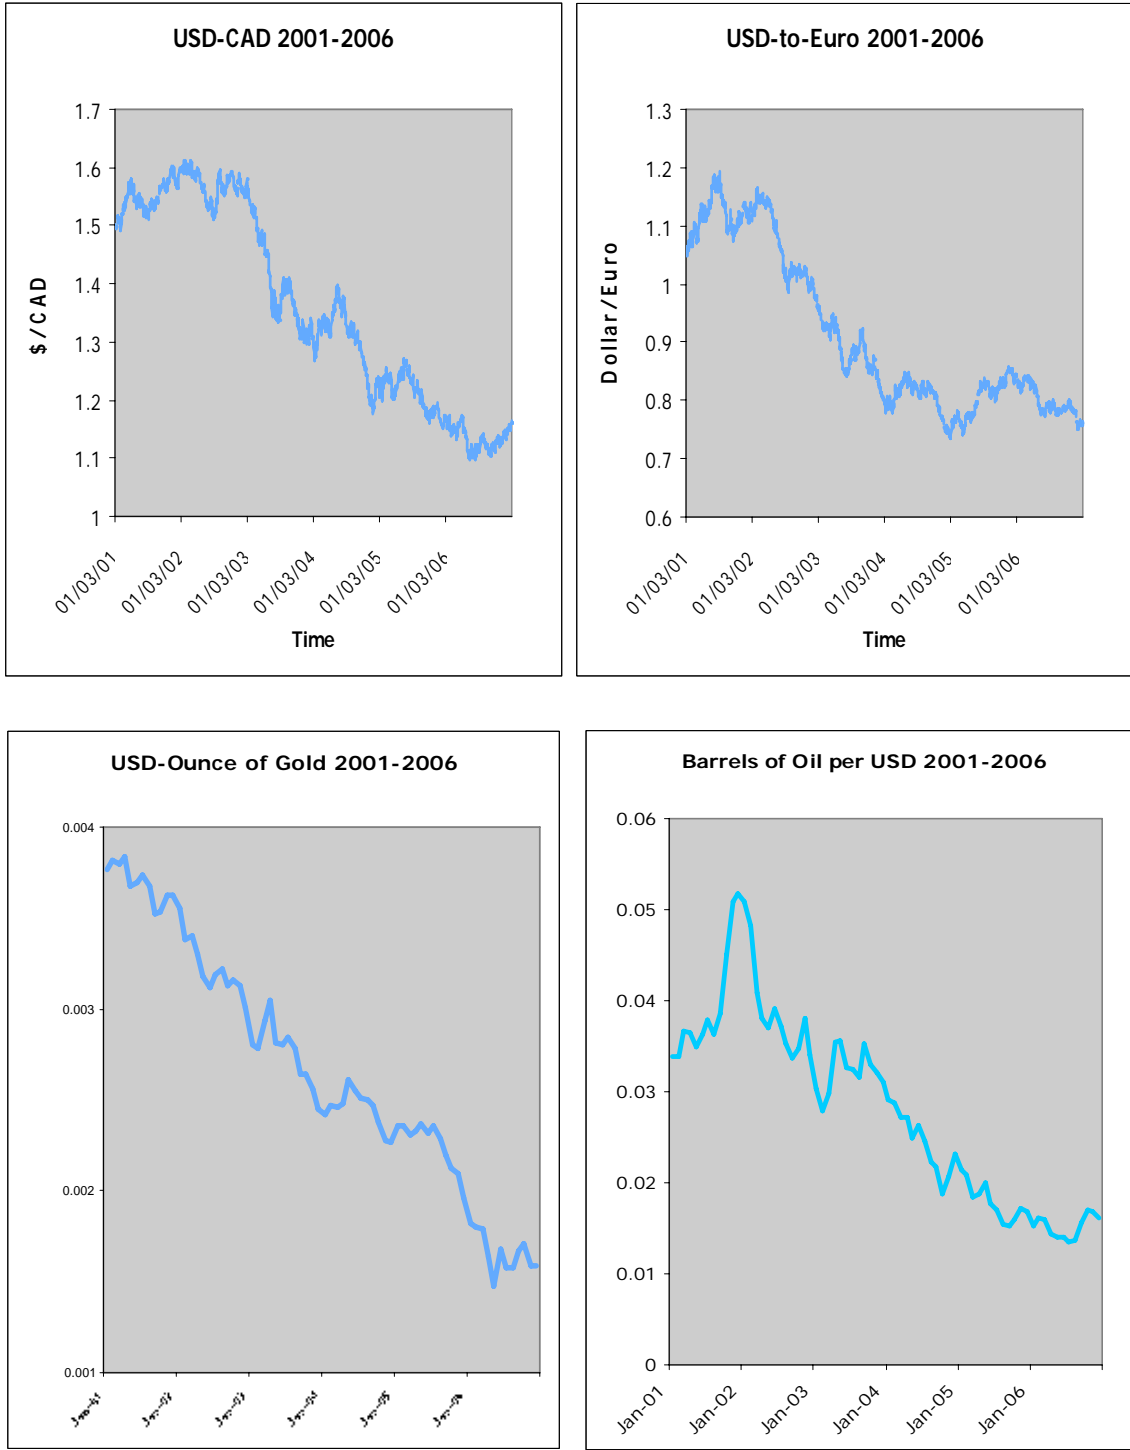 USD-CAD 2001-2006
1.7
1.6
1.5
1.4
1.3
1.2
1.1
1
$/CAD
01/03/01
01/03/02
01/03/03
01/03/04
01/03/05
01/03/06
Time
USD-to-Euro 2001-2006
1.3
1.2
1.1
1
0.9
0.8
0.7
0.6
Dollar/Euro
01/03/01
01/03/02
01/03/03
01/03/04
01/03/05
01/03/06
Time
USD-Ounce of Gold 2001-2006
0.004
0.003
0.002
0.001
Barrels of Oil per USD 2001-2006
0.06
0.05
0.04
0.03
0.02
0.01
0
Jan-01
Jan-02
Jan-03
Jan-04
Jan-05
Jan-06